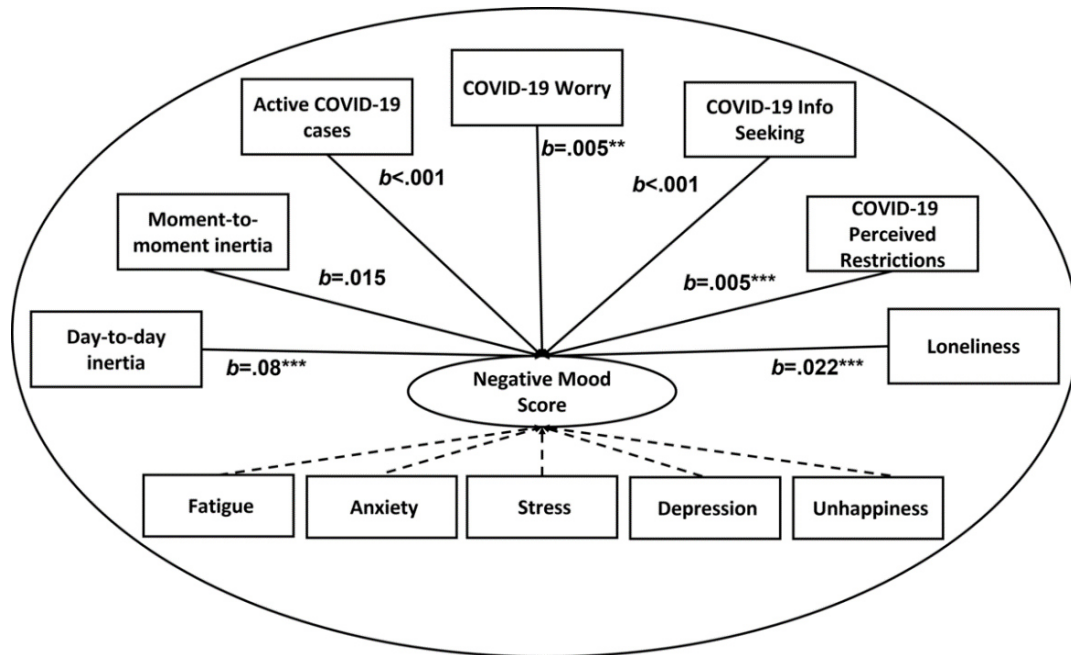 COVID-19 Worry
Active COVID-19
cases
COVID-19 Info
Seeking
b=.005**
b<.001
b<.001
Moment-to-
moment inertia
COVID-19
Perceived
Restrictions
b=.015
b=.005***
Day-to-day
inertia
b=.08***
Loneliness
b=.022***
Negative Mood
Score
Fatigue
Anxiety
Stress
Depression
Unhappiness